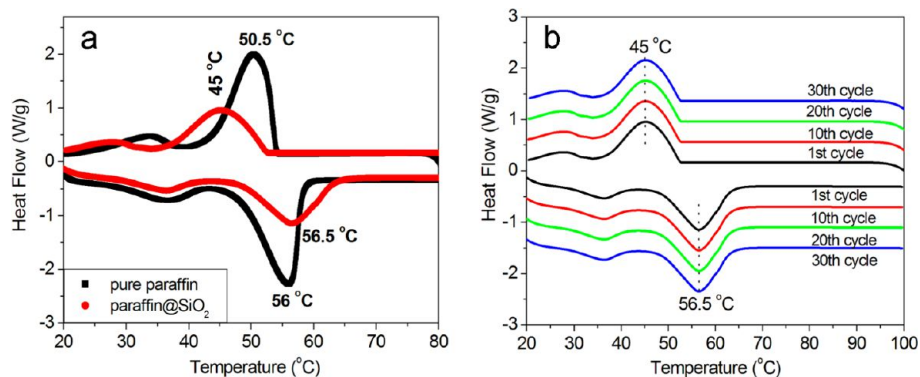 a
50.5 °C
45 °C
56.5 °C
56 °C
pure paraffin
paraffin@SiO₂
Heat Flow (W/g)
3
2
1
0
-1
-2
-3
20 30 40 50 60 70 80
Temperature (°C)
b
45 °C
30th cycle
20th cycle
10th cycle
1st cycle
1st cycle
10th cycle
20th cycle
30th cycle
56.5 °C
Heat Flow (W/g)
3
2
1
0
-1
-2
-3
20 30 40 50 60 70 80 90 100
Temperature (°C)